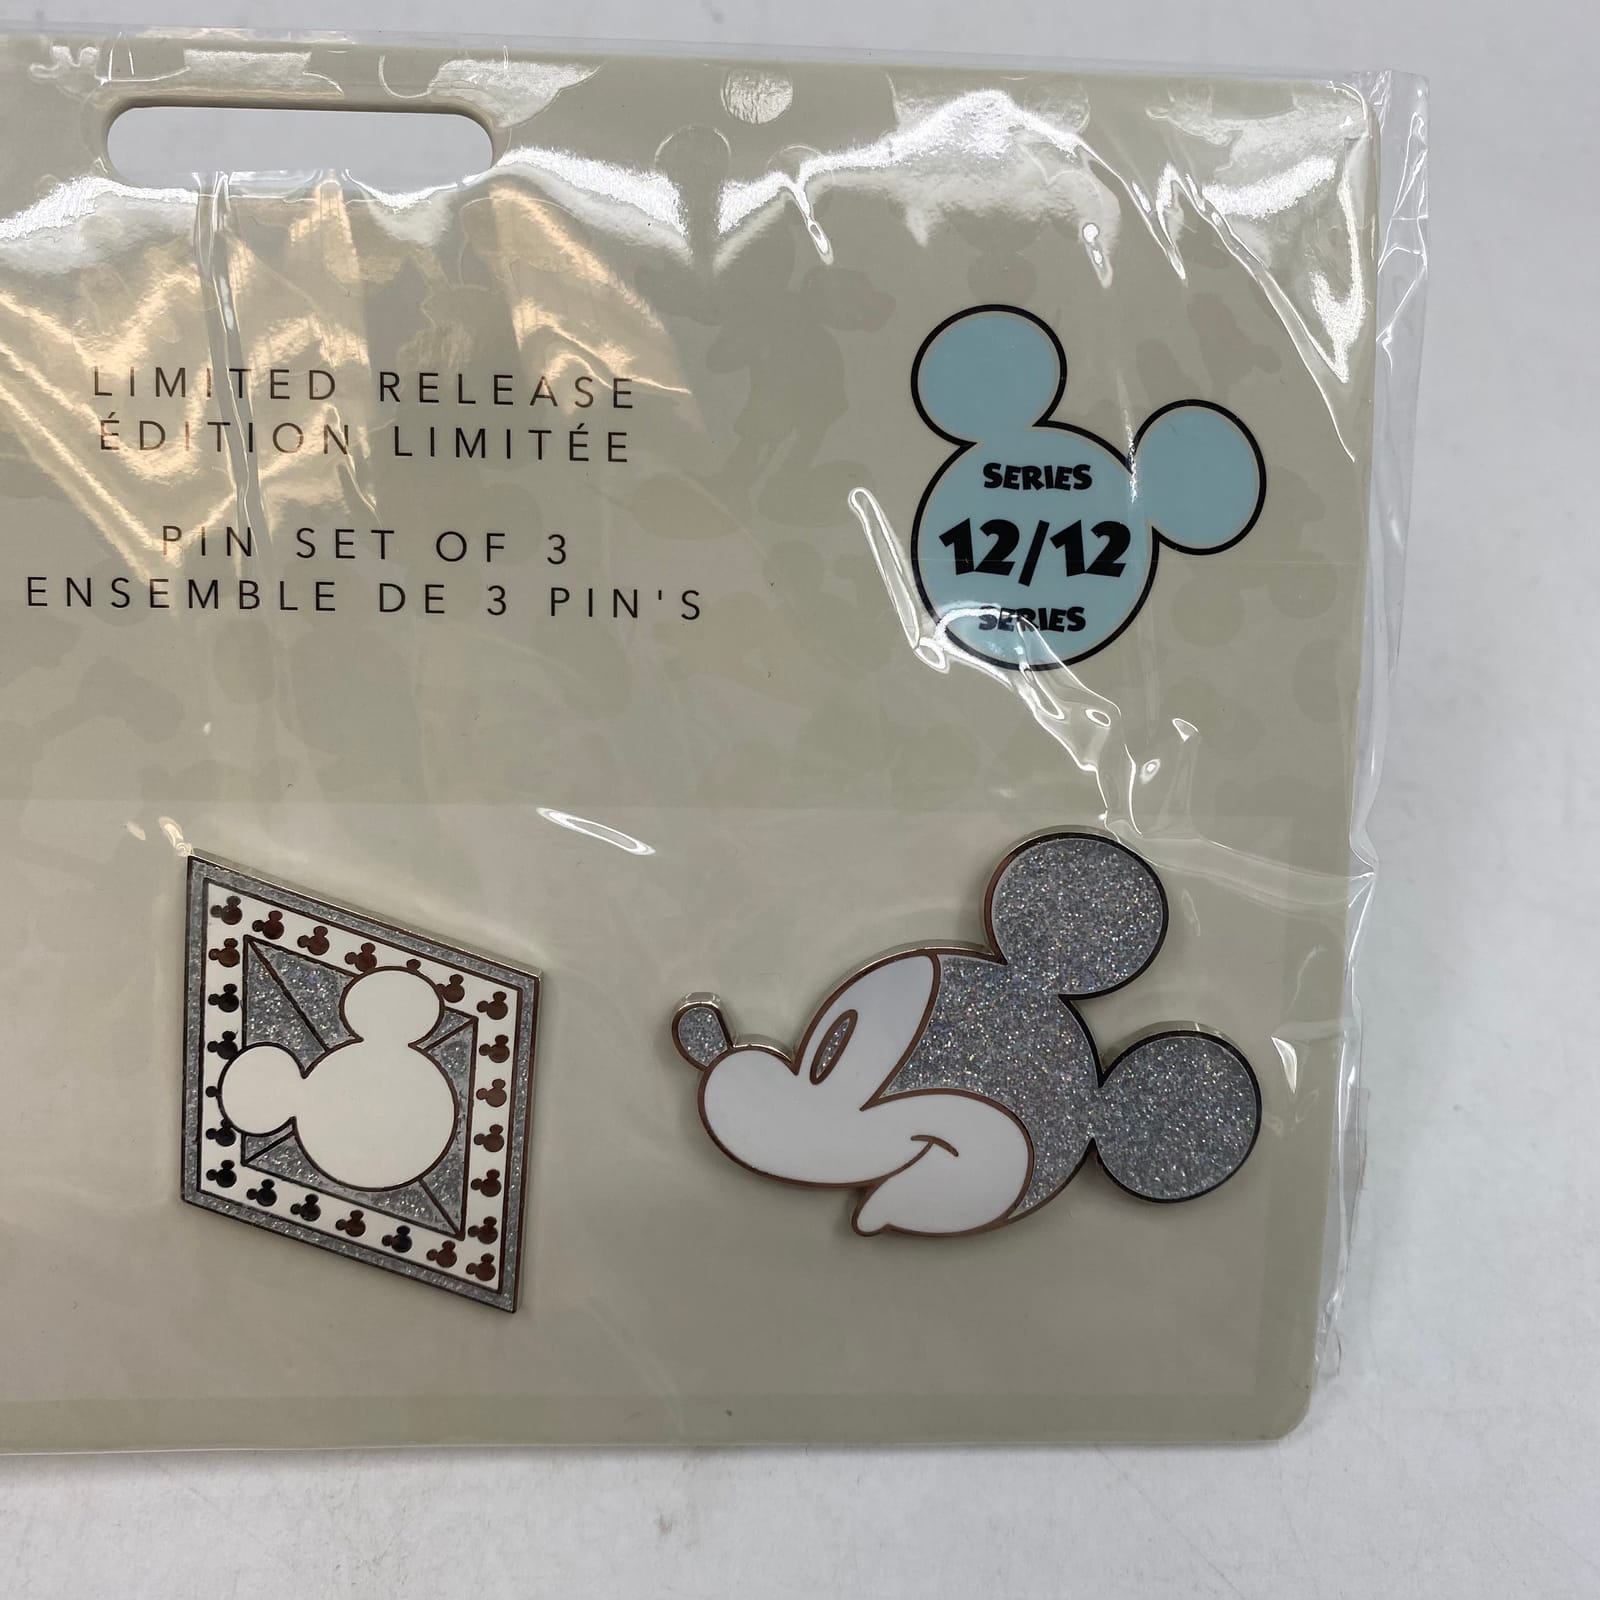 LIMITED RELEASE
ÉDITION LIMITÉE
PIN SET OF 3
ENSEMBLE DE 3 PIN'S
SERIES
12/12
SERIES